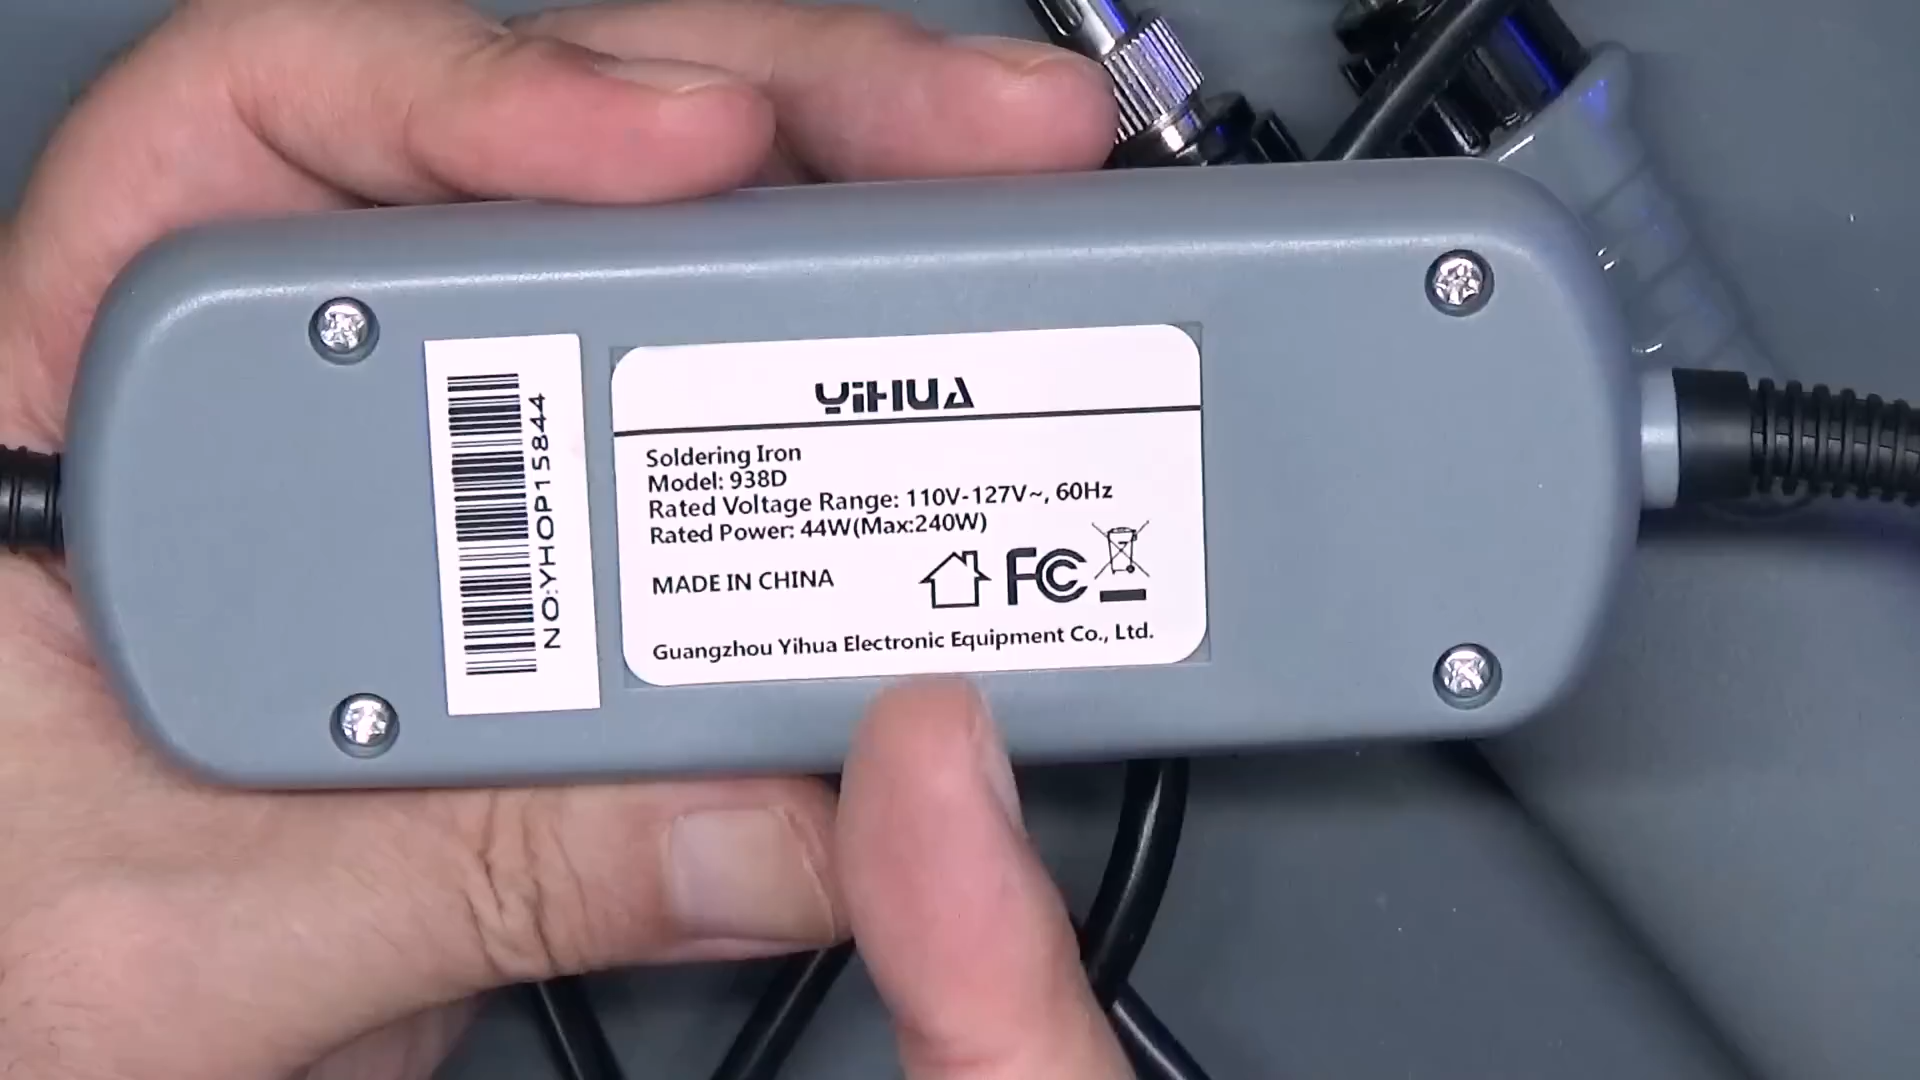 NO:YHOP15844
YiHUA
Soldering Iron
Model: 938D
Rated Voltage Range: 110V-127V~, 60Hz
Rated Power: 44W(Max:240W)
MADE IN CHINA
FC
Guangzhou Yihua Electronic Equipment Co., Ltd.